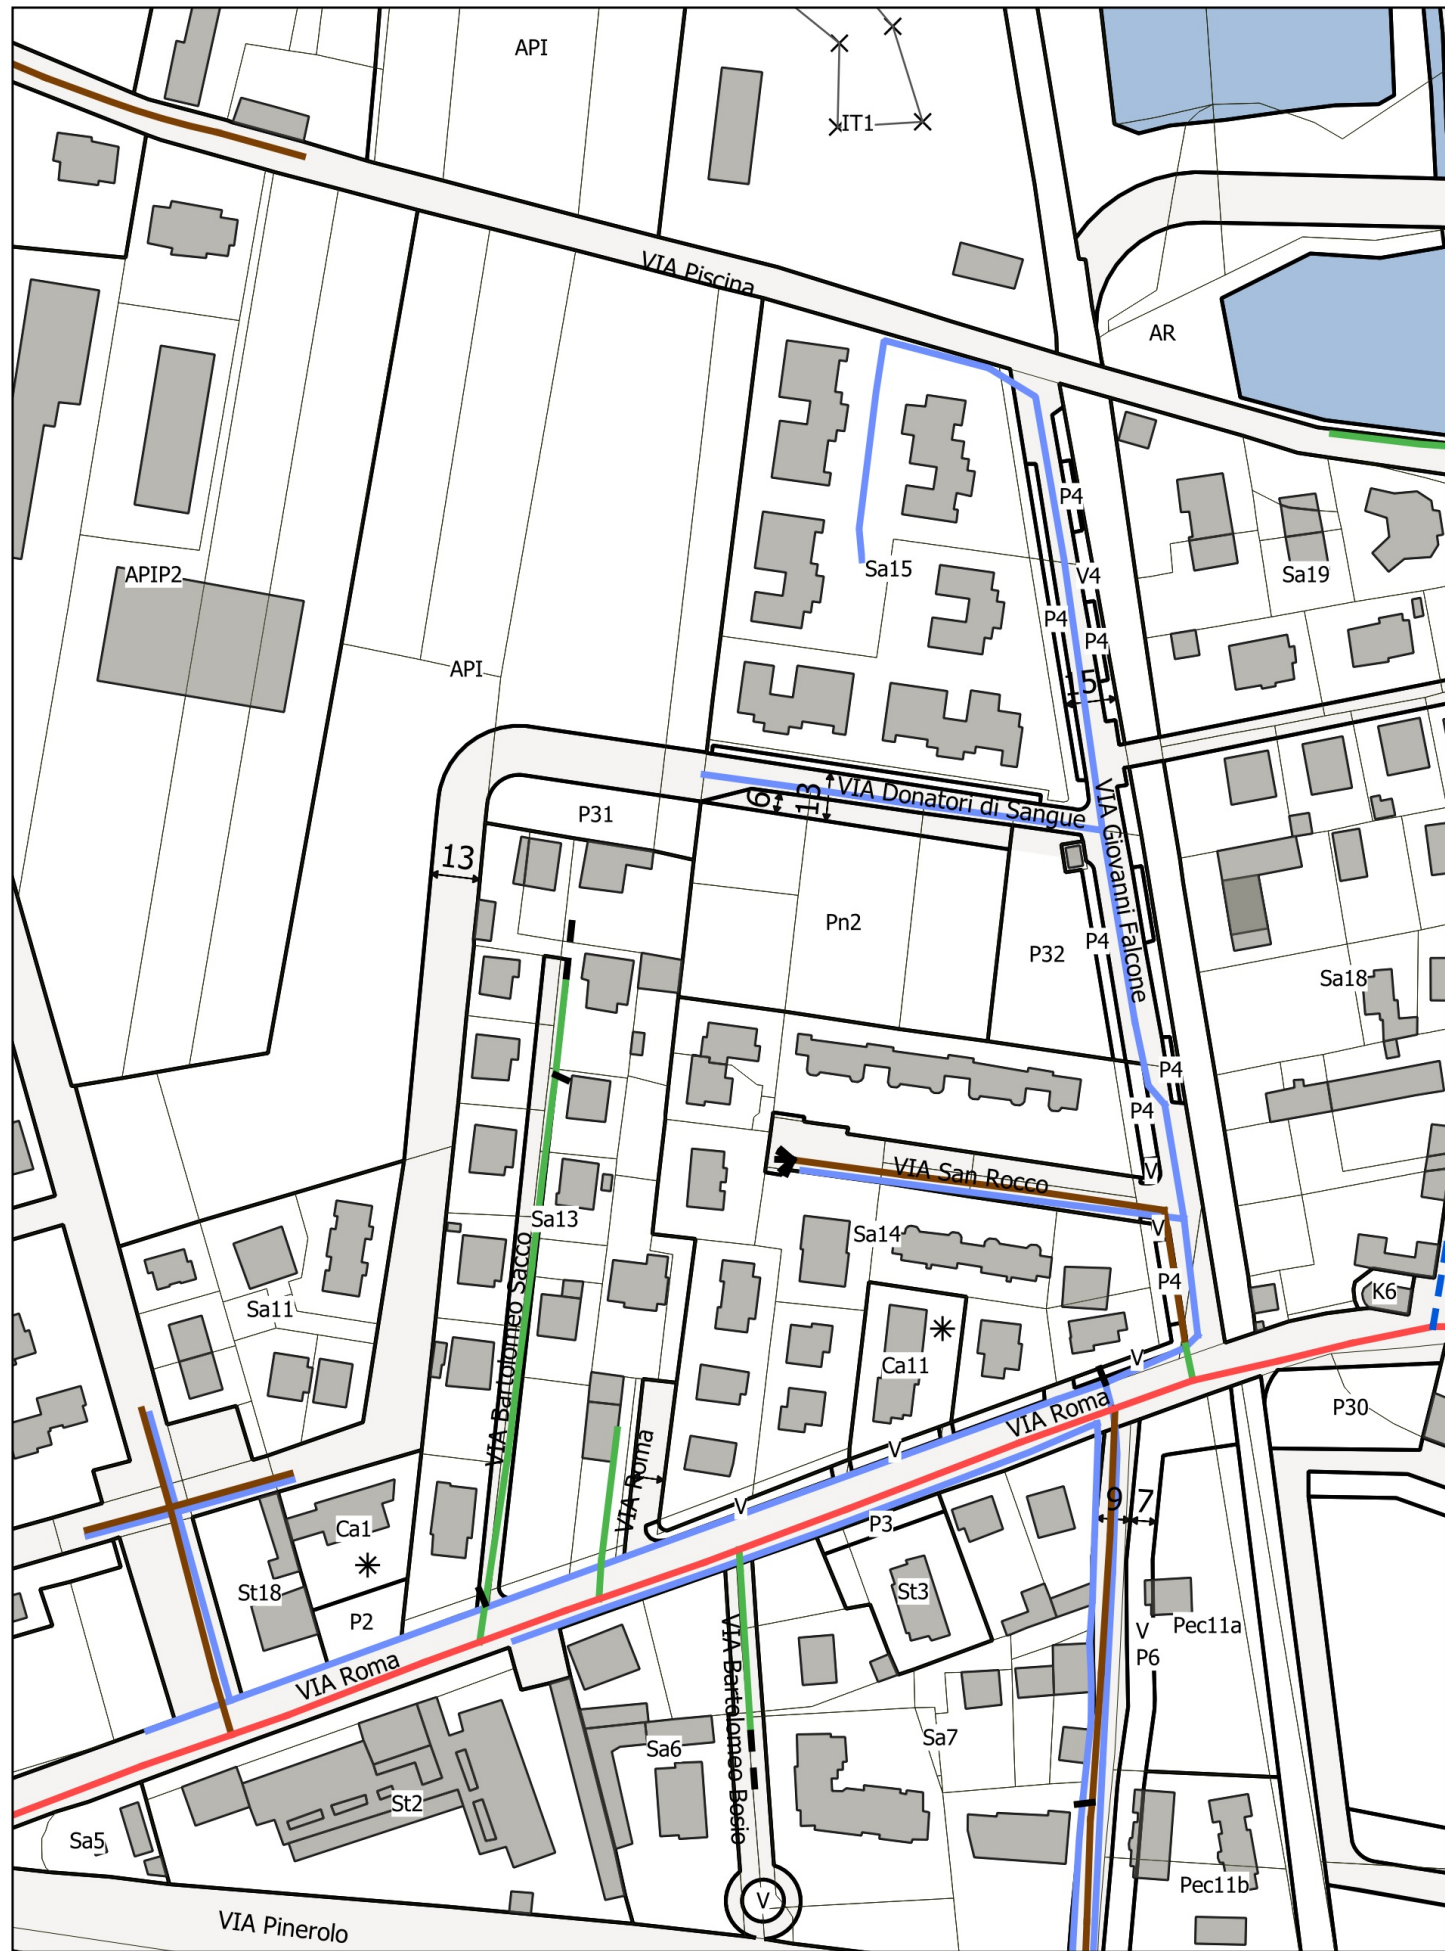 API
IT1
VIA Piscina
AR
P4
APIP2
Sa15
V4
Sa19
P4
P4
API
15
VIA Donatori di Sangue
6
13
P31
VIA Giovanni Falcone
13
Pn2
P4
P32
Sa18
P4
P4
VIA San Rocco
V
Sa13
V
Sa14
P4
K6
Sa11
VIA Bartolomeo Sacco
Ca11
V
P30
VIA Roma
V
VIA Roma
V
9
7
P3
Ca1
St18
St3
P2
V
Pec11a
P6
VIA Roma
VIA Bartolomeo Bosio
Sa7
Sa6
St2
Sa5
Pec11b
V
VIA Pinerolo